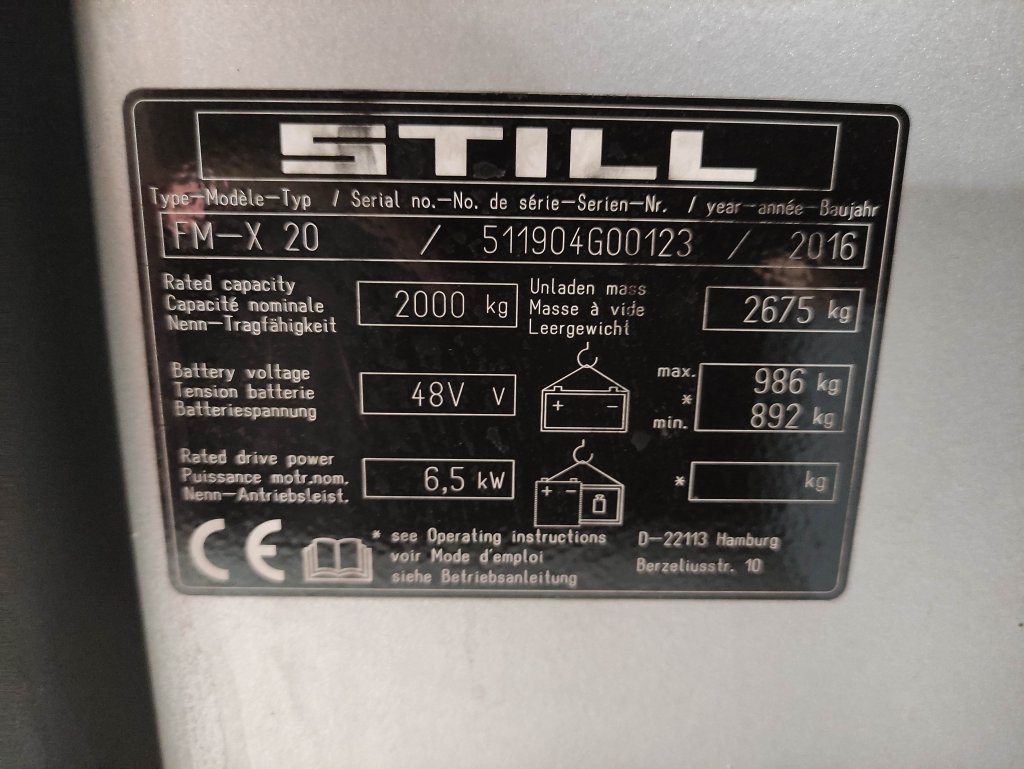 STILL
Type-Modèle-Typ / Serial no.-No. de série-Serien-Nr. / year-année-Baujahr
FM-X 20 / 511904G00123 / 2016
Rated capacity
Capacité nominale
Nenn-Tragfähigkeit
2000 kg
Unladen mass
Masse à vide
Leergewicht
2675 kg
Battery voltage
Tension batterie
Batteriespannung
48V V
+ -
max. 986 kg
*
min. 892 kg
Rated drive power
Puissance motr.nom.
Nenn-Antriebsleist.
6,5 kW
+ -
* kg
CE
* see Operating instructions
voir Mode d'emploi
siehe Betriebsanleitung
D-22113 Hamburg
Berzeliusstr. 10